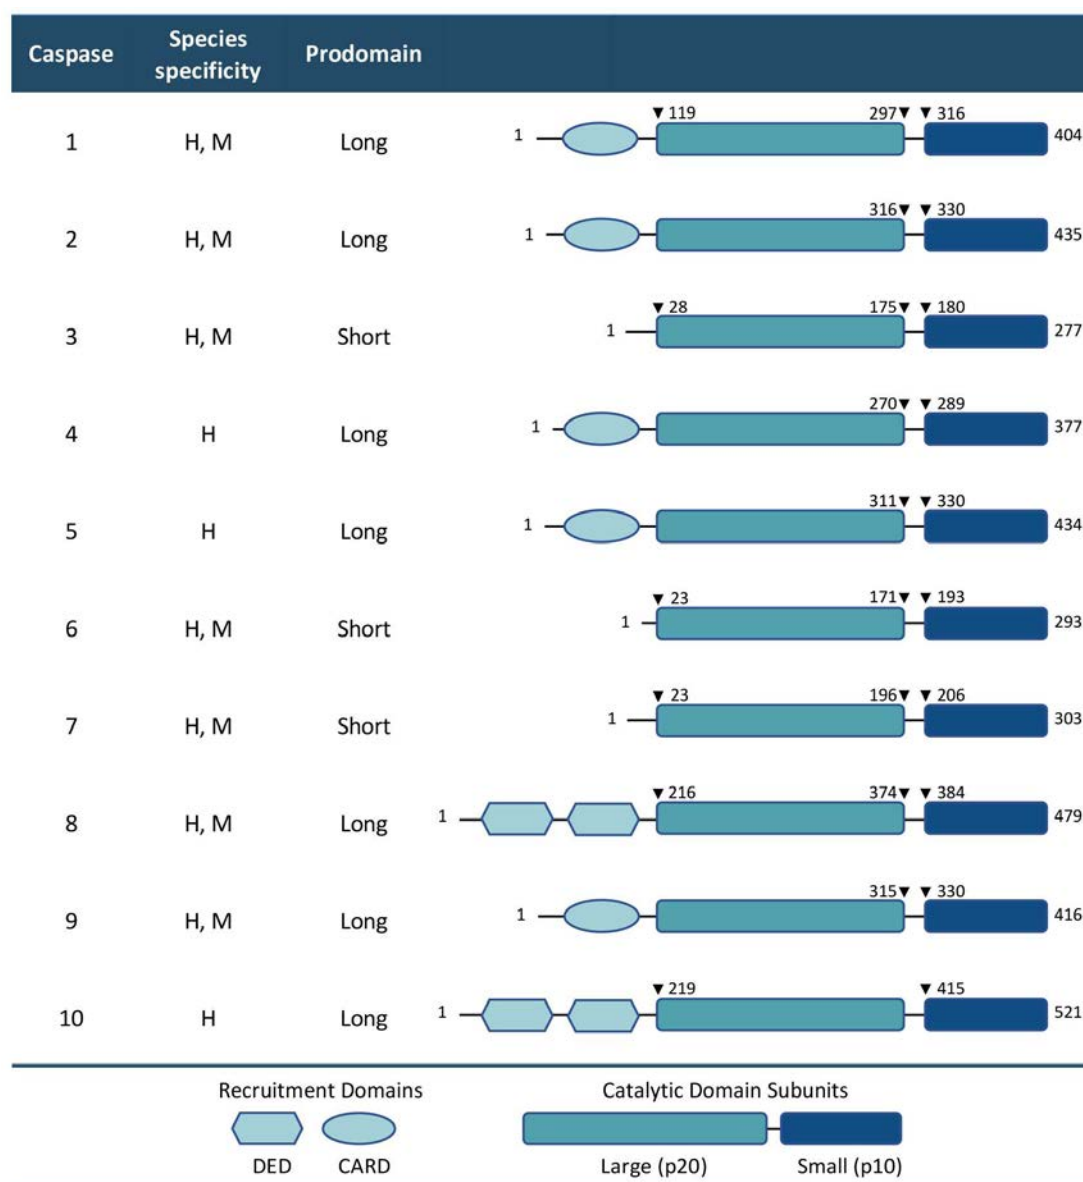 Caspase Species specificity Prodomain
▼119 297▼ ▼316
1 H, M Long 1 404
316▼ ▼330
2 H, M Long 1 435
▼28 175▼ ▼180
3 H, M Short 1 277
270▼ ▼289
4 H Long 1 377
311▼ ▼330
5 H Long 1 434
▼23 171▼ ▼193
6 H, M Short 1 293
▼23 196▼ ▼206
7 H, M Short 1 303
▼216 374▼ ▼384
8 H, M Long 1 479
315▼ ▼330
9 H, M Long 1 416
▼219 ▼415
10 H Long 1 521
Recruitment Domains Catalytic Domain Subunits
DED CARD Large (p20) Small (p10)